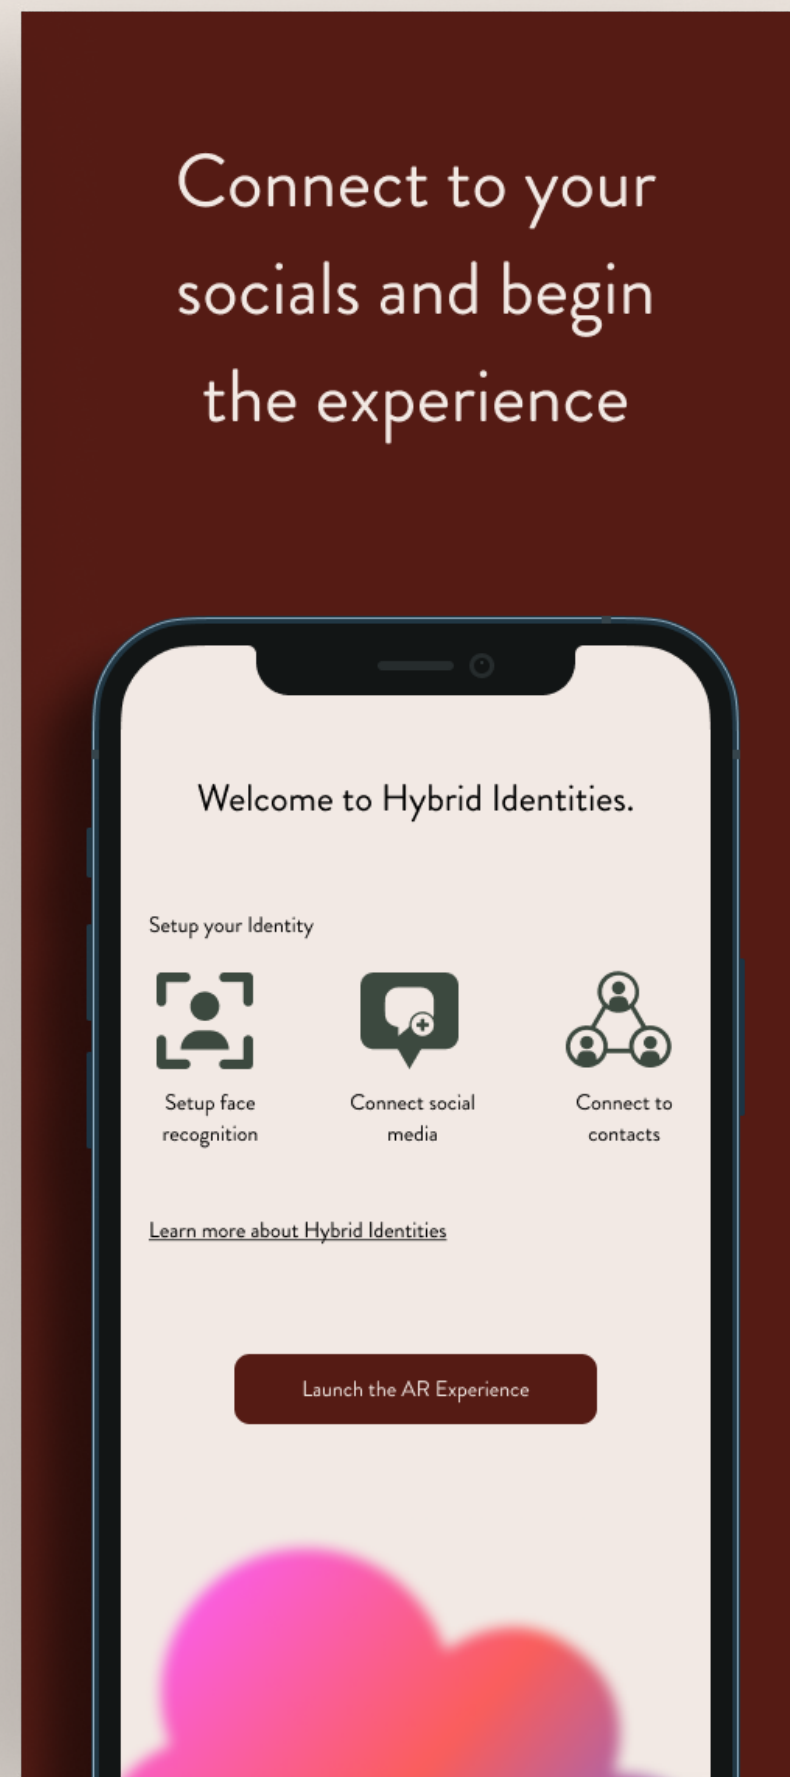 Connect to your
socials and begin
the experience
Welcome to Hybrid Identities.
Setup your Identity
Setup face
recognition
Connect social
media
Connect to
contacts
Learn more about Hybrid Identities
Launch the AR Experience